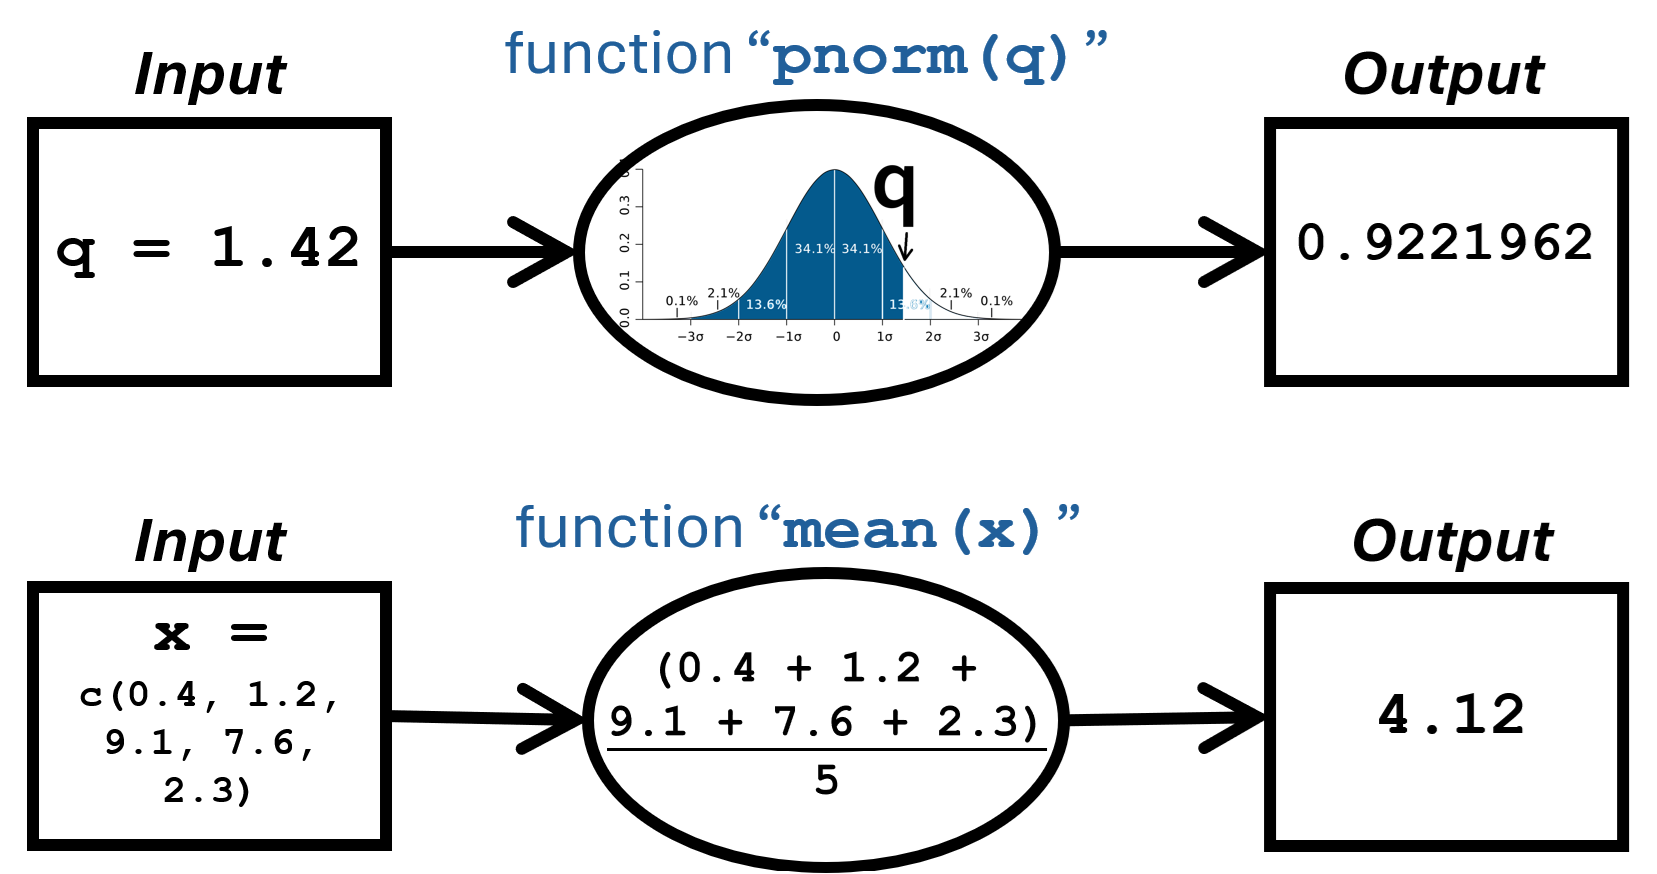 Input
function “pnorm(q)”
Output
q = 1.42
q
0.3
0.2
0.1
0.0
34.1% 34.1%
0.1% 2.1% 13.6% 13.6% 2.1% 0.1%
−3σ −2σ −1σ 0 1σ 2σ 3σ
0.9221962
Input
function “mean(x)”
Output
x =
c(0.4, 1.2,
9.1, 7.6,
2.3)
(0.4 + 1.2 +
9.1 + 7.6 + 2.3)
5
4.12